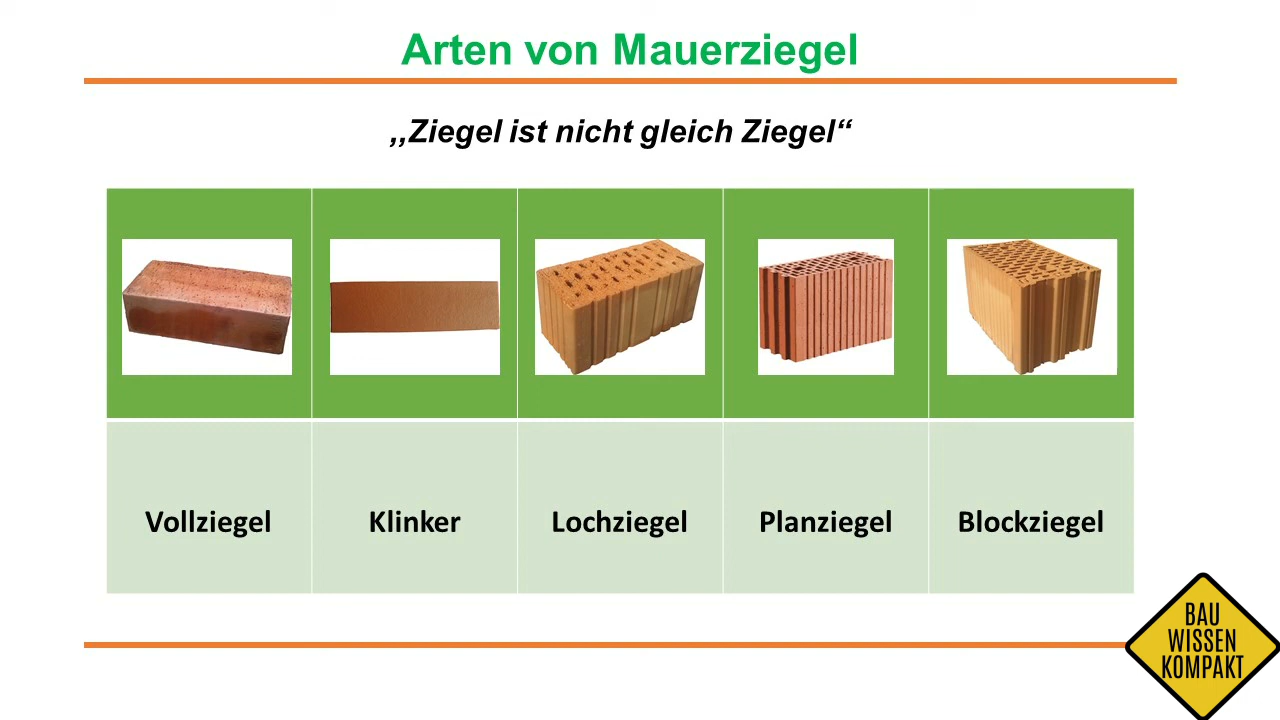 Arten von Mauerziegel
,,Ziegel ist nicht gleich Ziegel“
Vollziegel
Klinker
Lochziegel
Planziegel
Blockziegel
BAU
WISSEN
KOMPAKT